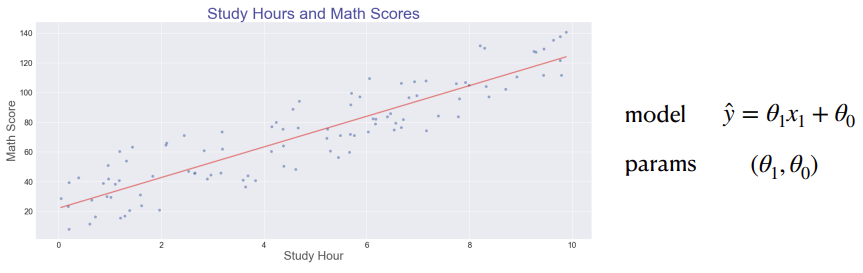 Study Hours and Math Scores
140
120
100
80
60
40
20
Math Score
0
2
4
6
8
10
Study Hour
model ŷ = θ₁x₁ + θ₀
params (θ₁, θ₀)